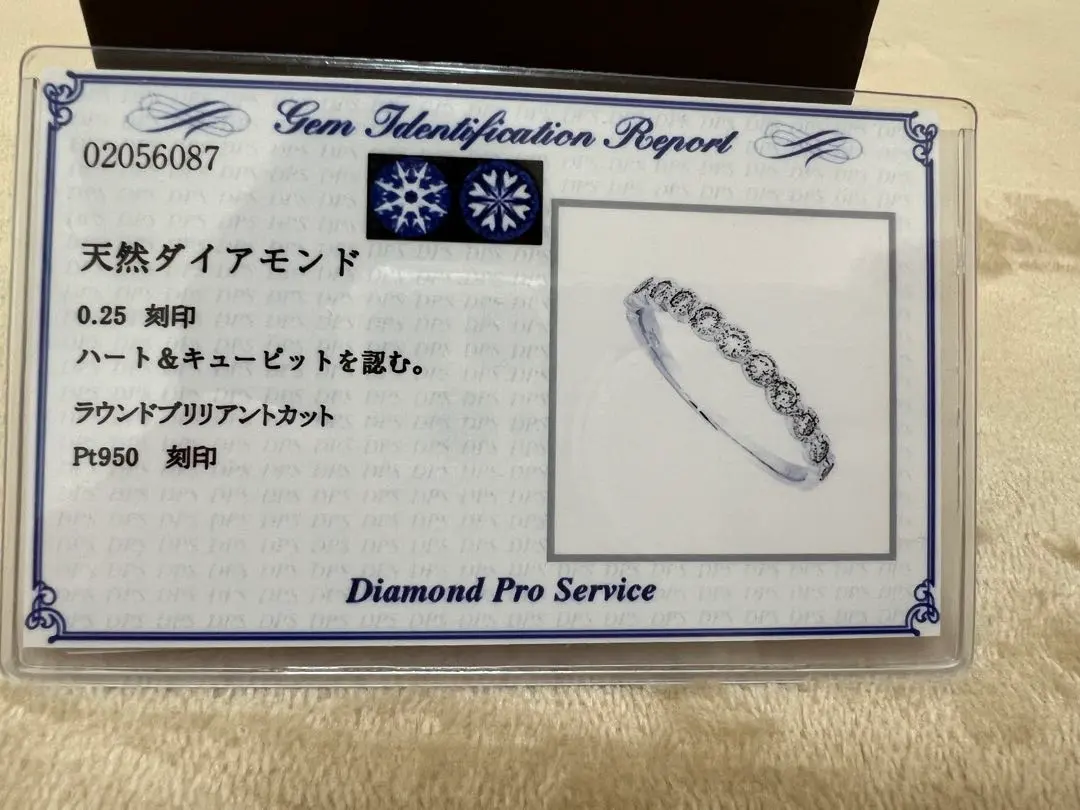 Gem Identification Report
02056087
天然ダイアモンド
0.25 刻印
ハート＆キューピットを認む。
ラウンドブリリアントカット
Pt950 刻印
Diamond Pro Service